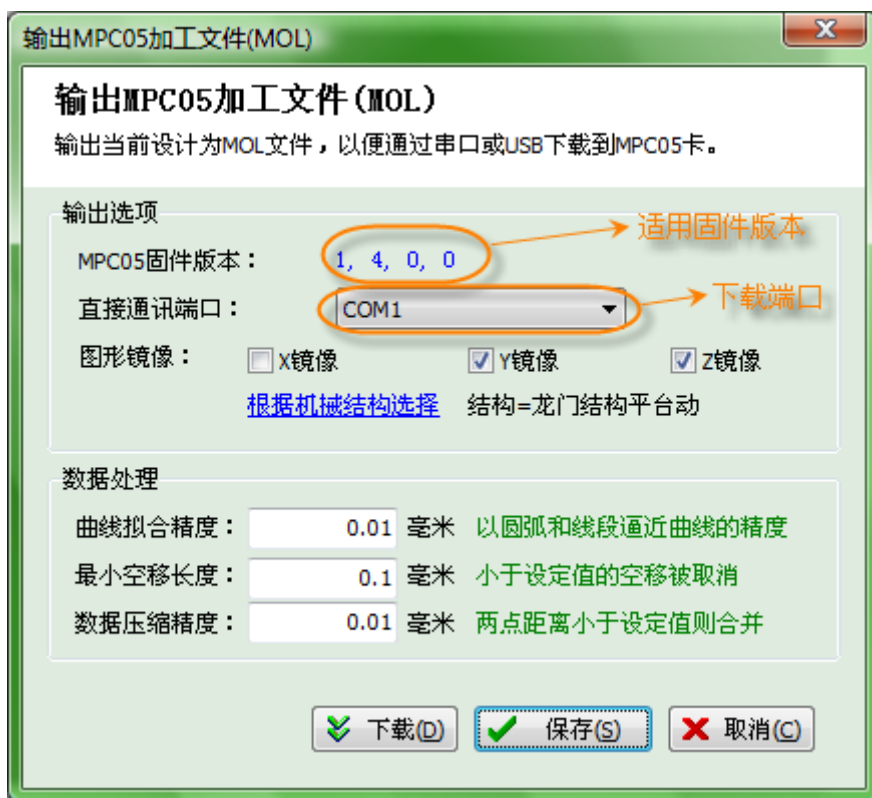 输出MPC05加工文件(MOL)
输出MPC05加工文件(MOL)
输出当前设计为MOL文件，以便通过串口或USB下载到MPC05卡。
输出选项
适用固件版本
MPC05固件版本： 1, 4, 0, 0
直接通讯端口： COM1 下载端口
图形镜像： X镜像 Y镜像 Z镜像
根据机械结构选择 结构=龙门结构平台动
数据处理
曲线拟合精度： 0.01 毫米 以圆弧和线段逼近曲线的精度
最小空移长度： 0.1 毫米 小于设定值的空移被取消
数据压缩精度： 0.01 毫米 两点距离小于设定值则合并
下载(D) 保存(S) 取消(C)